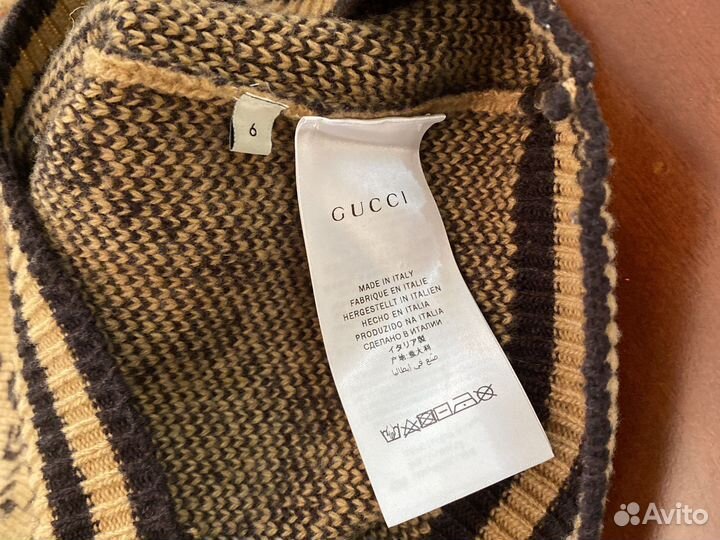 6
GUCCI
MADE IN ITALY
FABRIQUE EN ITALIE
HERGESTELLT IN ITALIEN
HECHO EN ITALIA
PRODUZIDO NA ITALIA
СДЕЛАНО В ИТАЛИИ
イタリア製
产地:意大利
صنع في إيطاليا
Avito